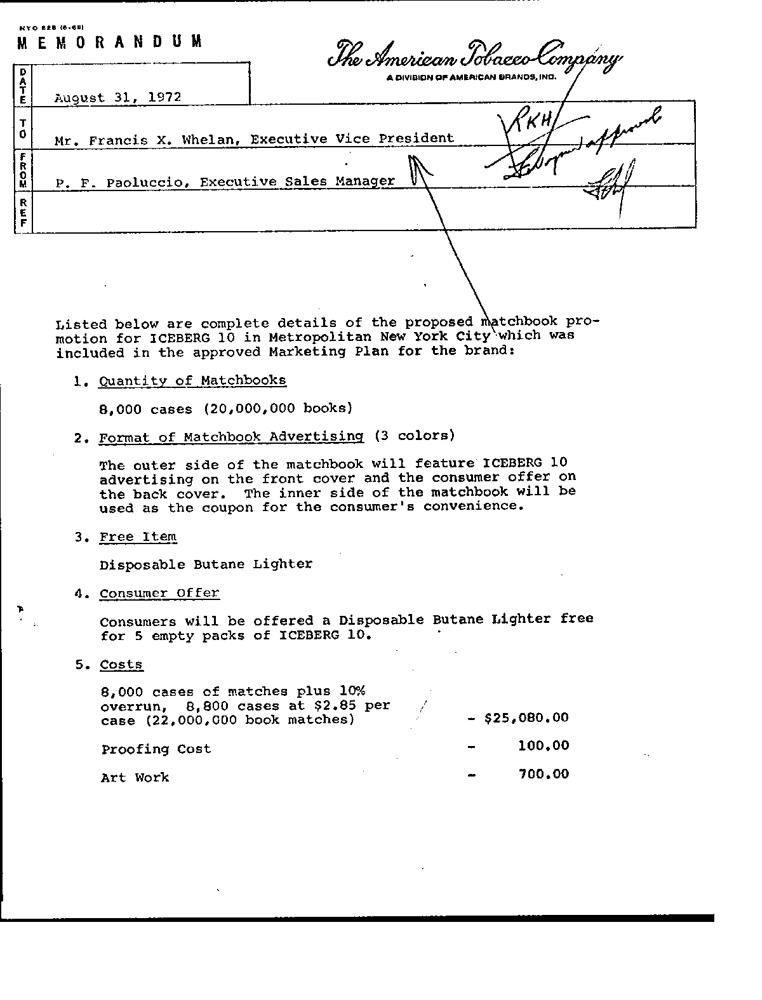 NYO 828 (6-68)
MEMORANDUM
The American Tobacco Company
A DIVISION OF AMERICAN BRANDS, INC.
DATE
August 31, 1972
TO
Mr. Francis X. Whelan, Executive Vice President
RKH
approval
FROM
P. F. Paoluccio, Executive Sales Manager
REF
Listed below are complete details of the proposed matchbook pro-
motion for ICEBERG 10 in Metropolitan New York City which was
included in the approved Marketing Plan for the brand:
1. Quantity of Matchbooks
8,000 cases (20,000,000 books)
2. Format of Matchbook Advertising (3 colors)
The outer side of the matchbook will feature ICEBERG 10
advertising on the front cover and the consumer offer on
the back cover. The inner side of the matchbook will be
used as the coupon for the consumer's convenience.
3. Free Item
Disposable Butane Lighter
4. Consumer Offer
Consumers will be offered a Disposable Butane Lighter free
for 5 empty packs of ICEBERG 10.
5. Costs
8,000 cases of matches plus 10%
overrun, 8,800 cases at $2.85 per
case (22,000,000 book matches) - $25,080.00
Proofing Cost - 100.00
Art Work - 700.00